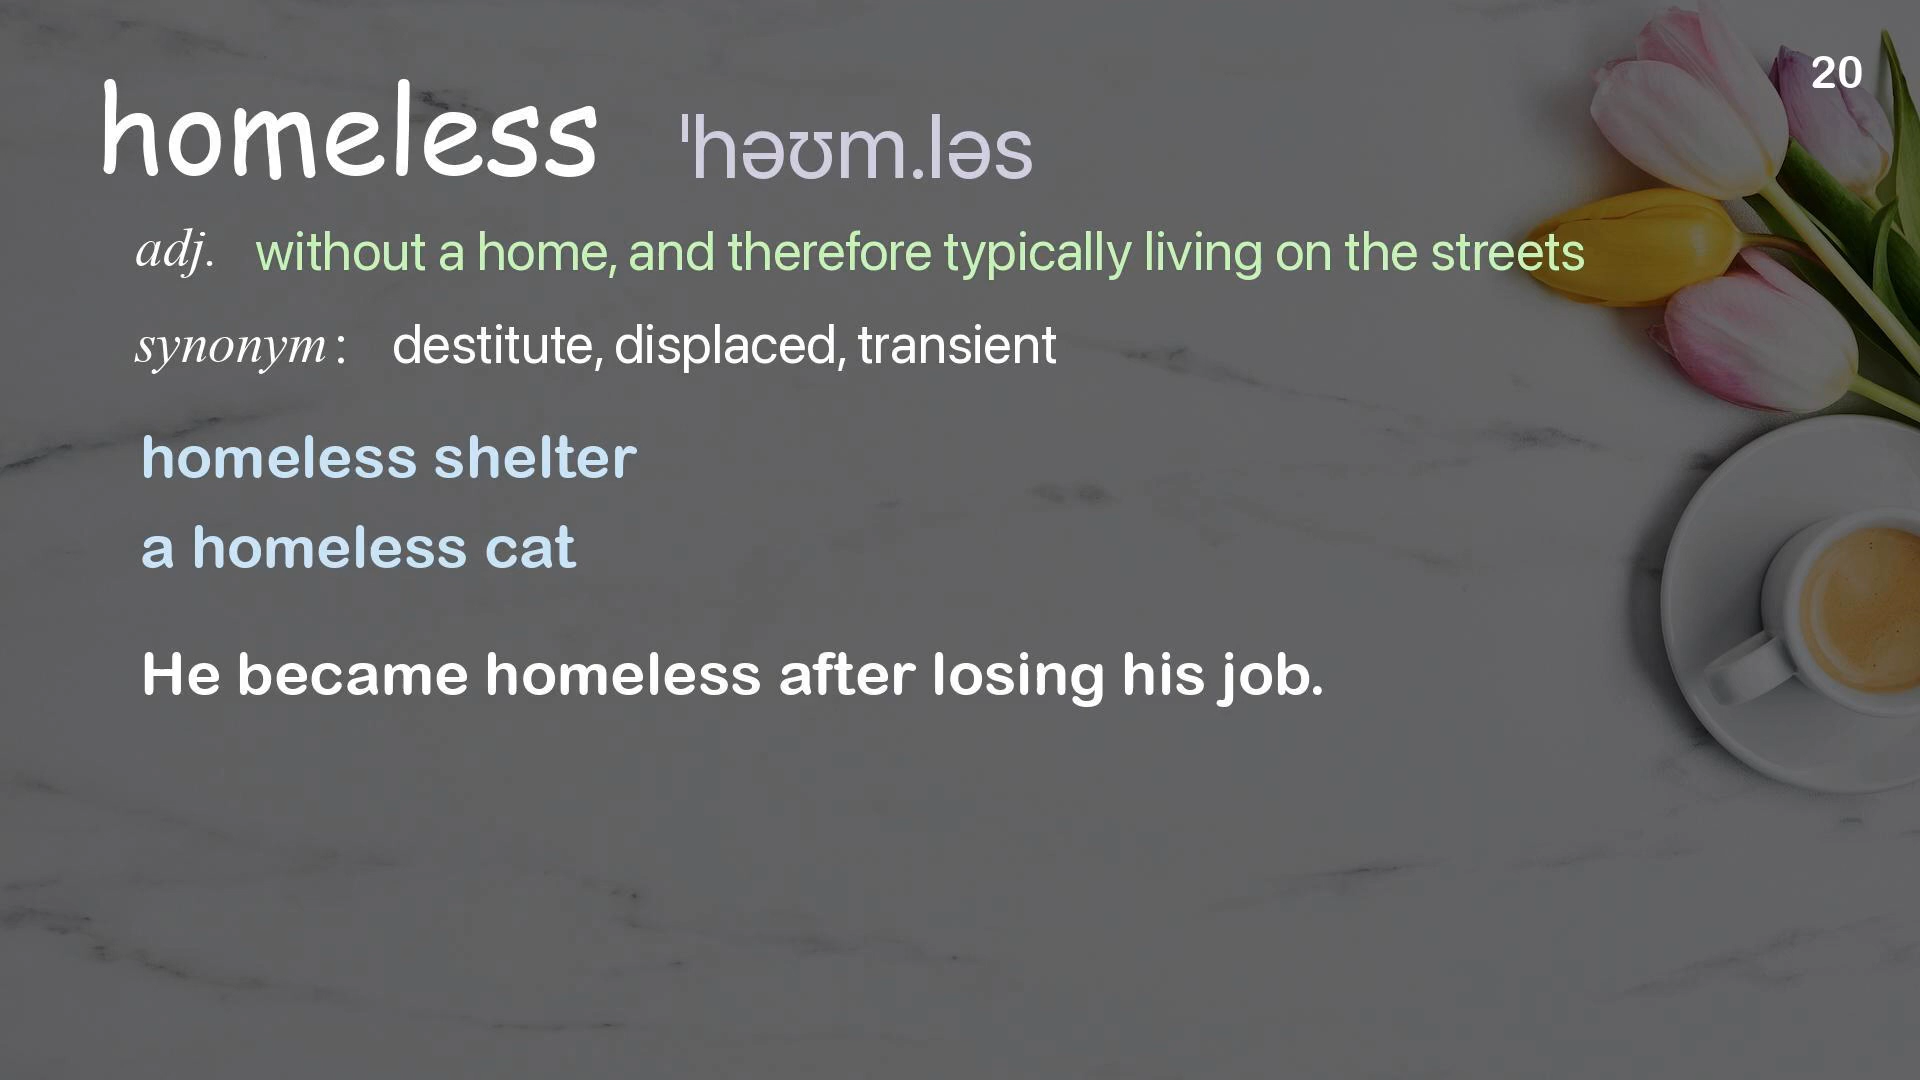 20
homeless ˈhəʊm.ləs
adj. without a home, and therefore typically living on the streets
synonym: destitute, displaced, transient
homeless shelter
a homeless cat
He became homeless after losing his job.